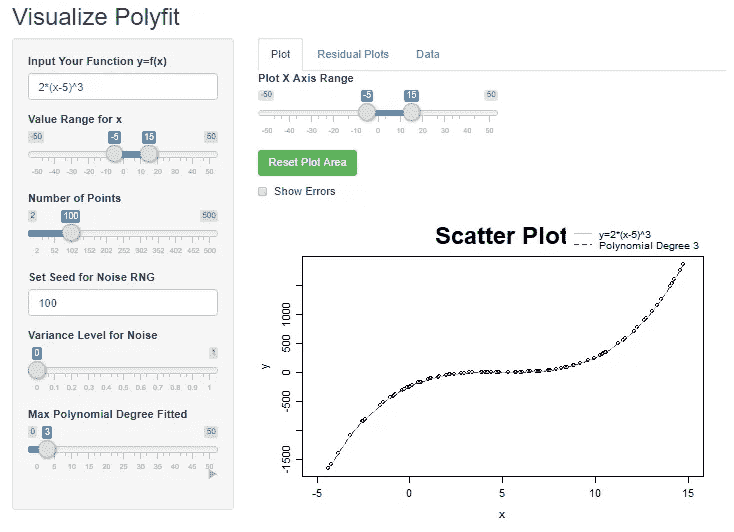 Visualize Polyfit
Input Your Function y=f(x)
2*(x-5)^3
Value Range for x
-50 -5 15 50
-50 -40 -30 -20 -10 0 10 20 30 40 50
Number of Points
2 100 500
2 52 102 152 202 252 302 352 402 452 502
Set Seed for Noise RNG
100
Variance Level for Noise
0 1
0 0.1 0.2 0.3 0.4 0.5 0.6 0.7 0.8 0.9 1
Max Polynomial Degree Fitted
0 3 50
0 5 10 15 20 25 30 35 40 45 50
Plot Residual Plots Data
Plot X Axis Range
-50 -5 15 50
-50 -40 -30 -20 -10 0 10 20 30 40 50
Reset Plot Area
Show Errors
Scatter Plot
y=2*(x-5)^3
Polynomial Degree 3
y
1000
500
0
-500
-1500
-5 0 5 10 15
x